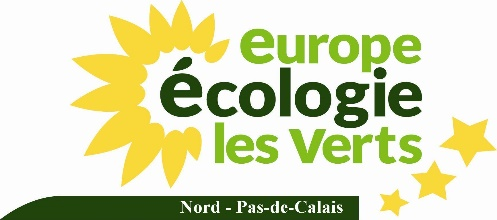 europe
écologie
les verts
Nord - Pas-de-Calais